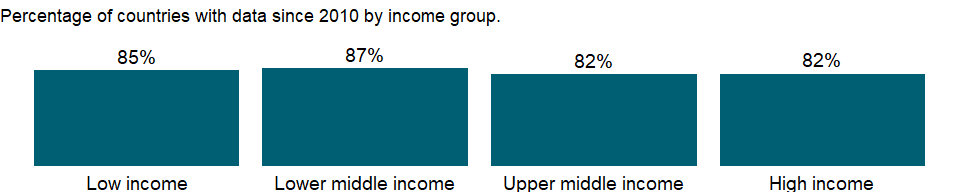 Percentage of countries with data since 2010 by income group.
85% 87% 82% 82%
Low income Lower middle income Upper middle income High income